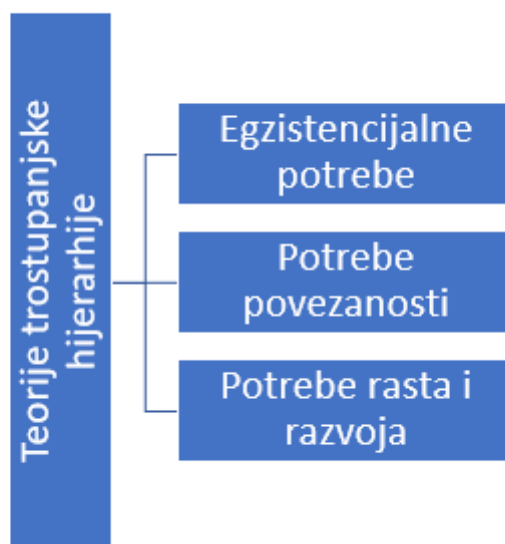 Teorije trostupanjske
hijerarhije
Egzistencijalne
potrebe
Potrebe
povezanosti
Potrebe rasta i
razvoja